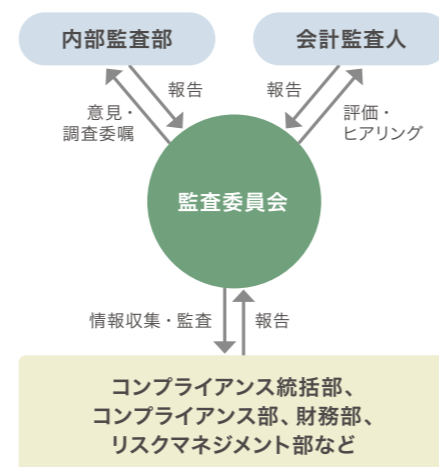 内部監査部
会計監査人
報告
報告
意見・
調査委嘱
評価・
ヒアリング
監査委員会
情報収集・監査
報告
コンプライアンス統括部、
コンプライアンス部、財務部、
リスクマネジメント部など